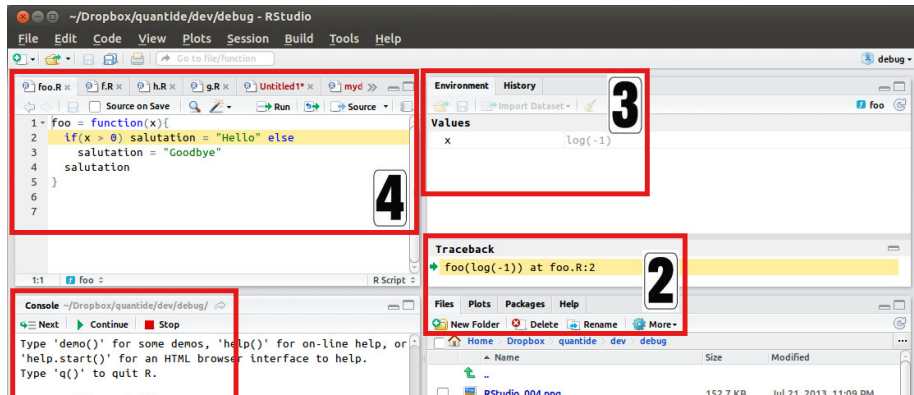 ~/Dropbox/quantide/dev/debug - RStudio
File Edit Code View Plots Session Build Tools Help
Go to file/function
debug
foo.R × f.R × h.R × g.R × Untitled1* × myd
Source on Save Run Source
1 foo = function(x){
2 if(x > 0) salutation = "Hello" else
3 salutation = "Goodbye"
4 salutation
5 }
6
7
4
1:1 foo R Script
Environment History
Import Dataset
foo
Values
x log(-1)
3
Traceback
foo(log(-1)) at foo.R:2
2
Console ~/Dropbox/quantide/dev/debug/
Next Continue Stop
Type 'demo()' for some demos, 'help()' for on-line help, or
'help.start()' for an HTML browser interface to help.
Type 'q()' to quit R.
Files Plots Packages Help
New Folder Delete Rename More
Home Dropbox quantide dev debug ...
Name Size Modified
..
RStudio_004.png 152.7 KB Jul 21, 2013, 11:09 PM